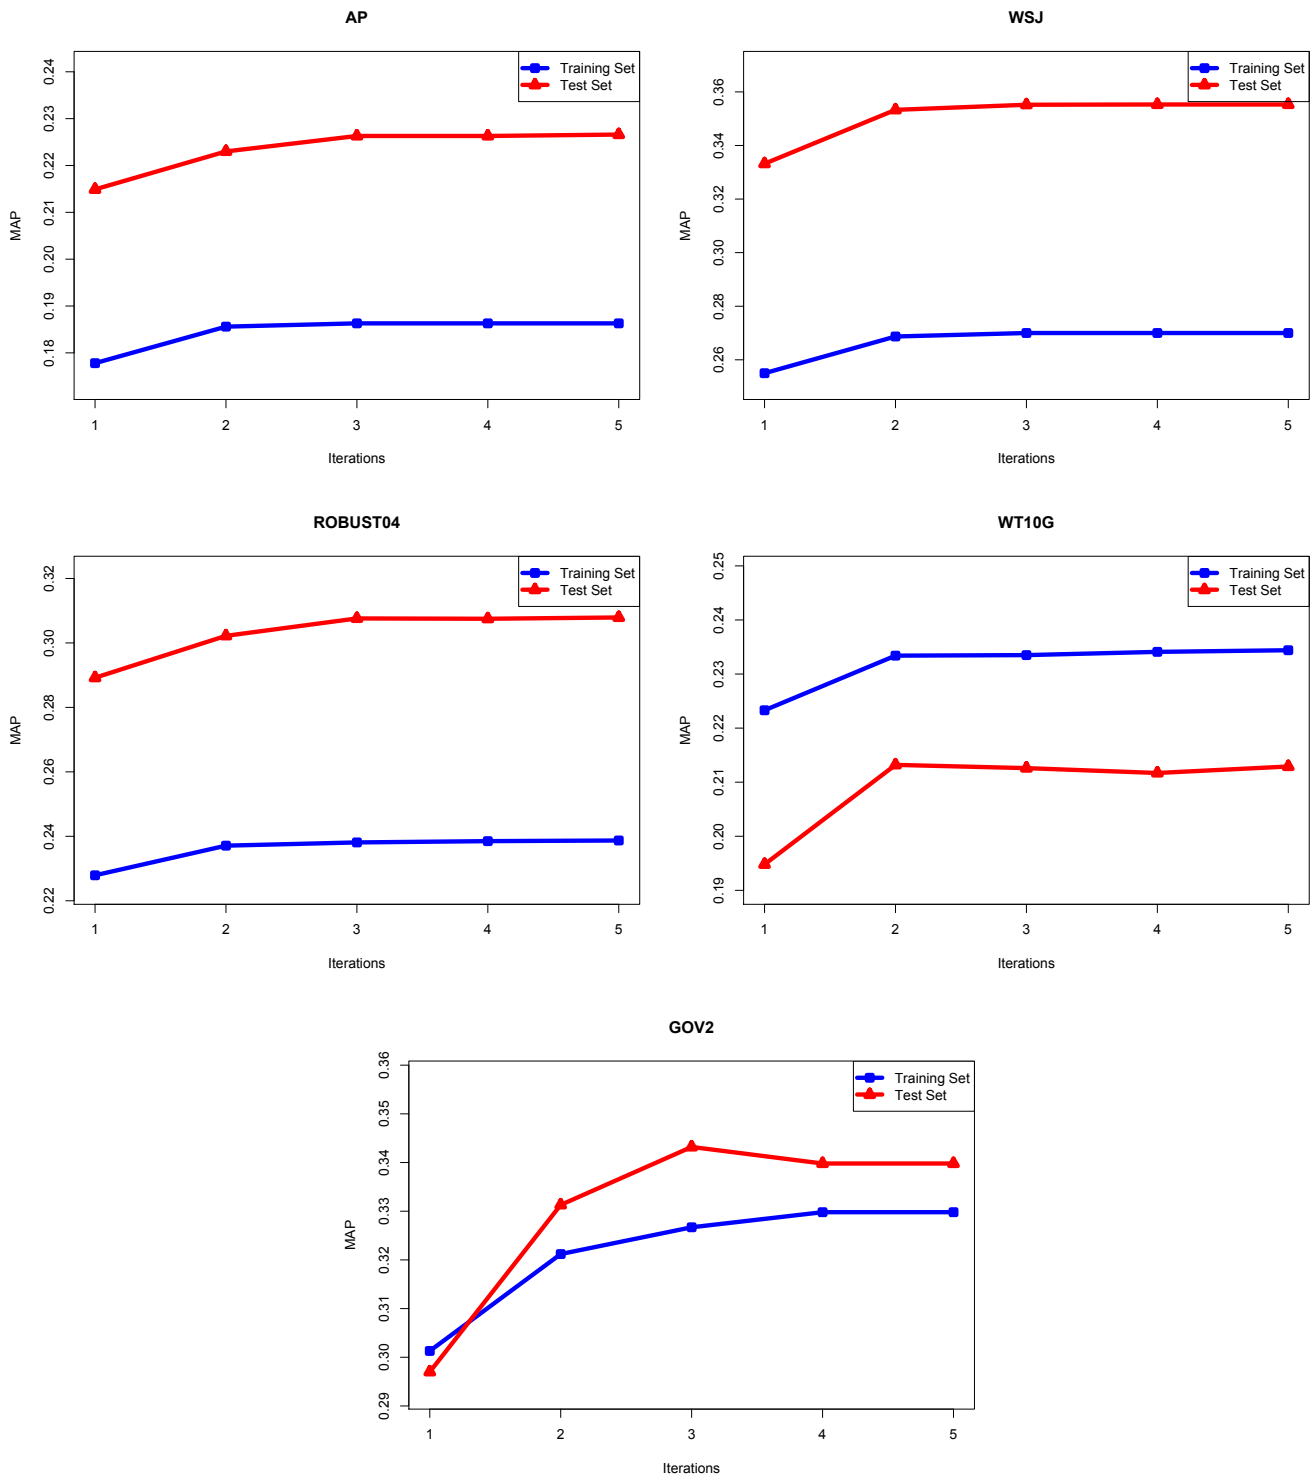 AP
Training Set
Test Set
0.24
0.23
0.22
0.21
0.20
0.19
0.18
MAP
1 2 3 4 5
Iterations
WSJ
Training Set
Test Set
0.36
0.34
0.32
0.30
0.28
0.26
MAP
1 2 3 4 5
Iterations
ROBUST04
Training Set
Test Set
0.32
0.30
0.28
0.26
0.24
0.22
MAP
1 2 3 4 5
Iterations
WT10G
Training Set
Test Set
0.25
0.24
0.23
0.22
0.21
0.20
0.19
MAP
1 2 3 4 5
Iterations
GOV2
Training Set
Test Set
0.36
0.35
0.34
0.33
0.32
0.31
0.30
0.29
MAP
1 2 3 4 5
Iterations